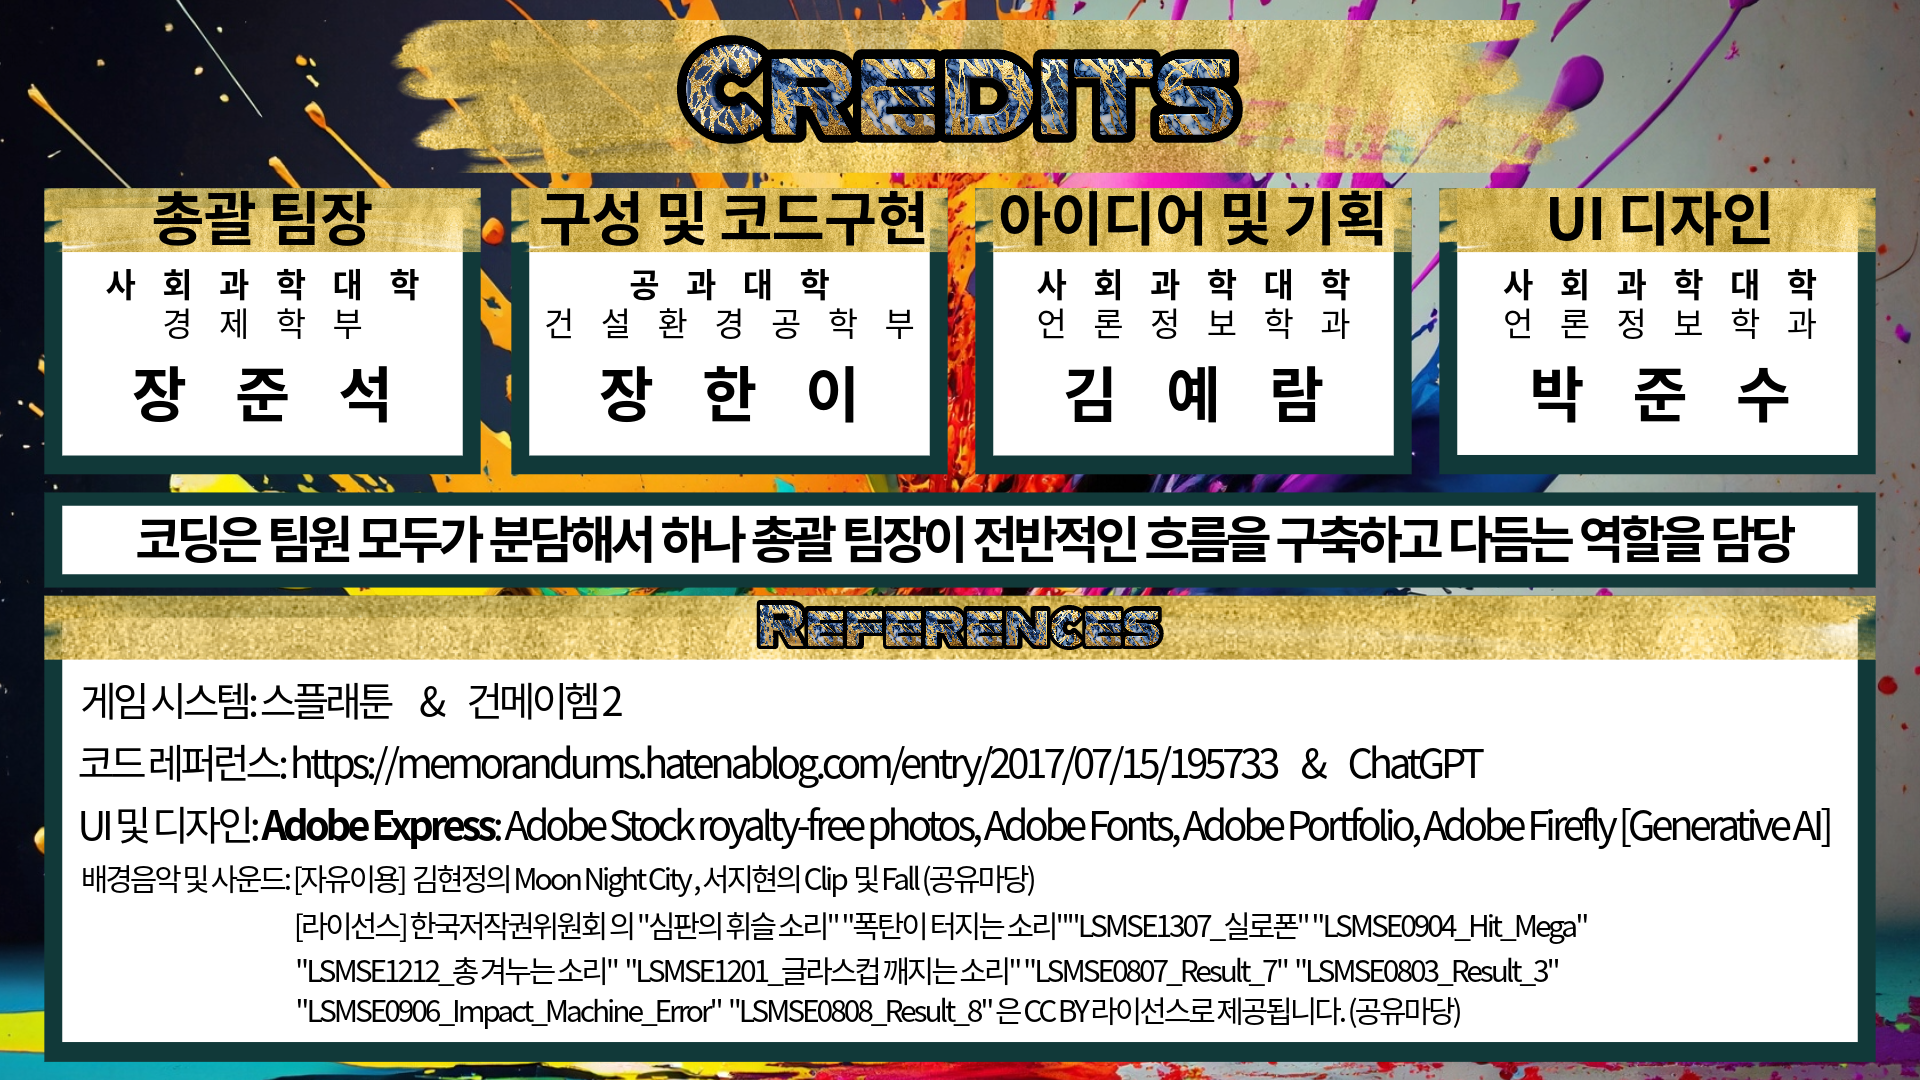 Credits
총괄 팀장
사회과학대학
경제학부
장준석
구성 및 코드구현
공과대학
건설환경공학부
장한이
아이디어 및 기획
사회과학대학
언론정보학과
김예람
UI 디자인
사회과학대학
언론정보학과
박준수
코딩은 팀원 모두가 분담해서 하나 총괄 팀장이 전반적인 흐름을 구축하고 다듬는 역할을 담당
References
게임 시스템: 스플래툰 & 건메이헴 2
코드 레퍼런스: https://memorandums.hatenablog.com/entry/2017/07/15/195733 & ChatGPT
UI 및 디자인: Adobe Express: Adobe Stock royalty-free photos, Adobe Fonts, Adobe Portfolio, Adobe Firefly [Generative AI]
배경음악 및 사운드: [자유이용] 김현정의 Moon Night City , 서지현의 Clip 및 Fall (공유마당)
[라이선스] 한국저작권위원회 의 "심판의 휘슬 소리" "폭탄이 터지는 소리""LSMSE1307_실로폰" "LSMSE0904_Hit_Mega"
"LSMSE1212_총 겨누는 소리" "LSMSE1201_글라스컵 깨지는 소리" "LSMSE0807_Result_7" "LSMSE0803_Result_3"
"LSMSE0906_Impact_Machine_Error" "LSMSE0808_Result_8" 은 CC BY 라이선스로 제공됩니다. (공유마당)